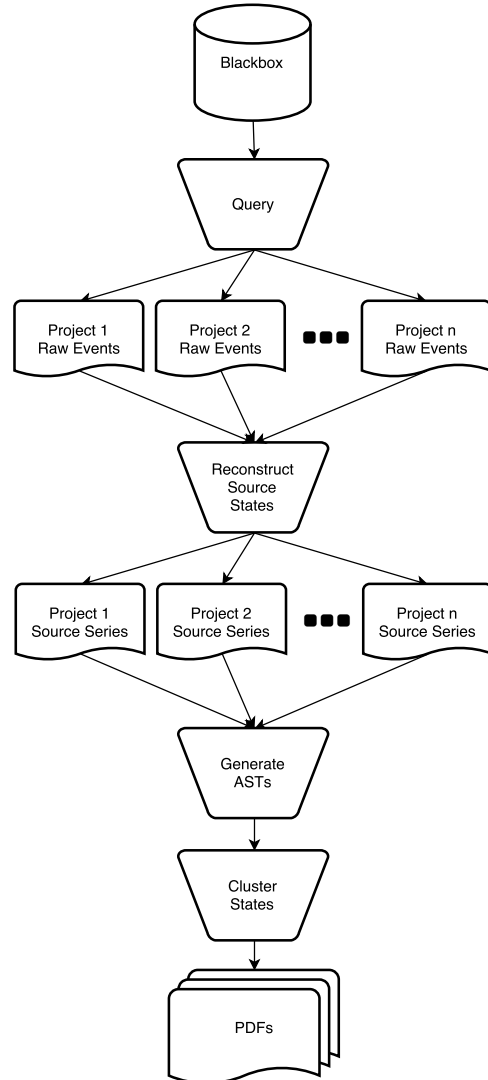 Blackbox
Query
Project 1
Raw Events
Project 2
Raw Events
Project n
Raw Events
Reconstruct
Source
States
Project 1
Source Series
Project 2
Source Series
Project n
Source Series
Generate
ASTs
Cluster
States
PDFs